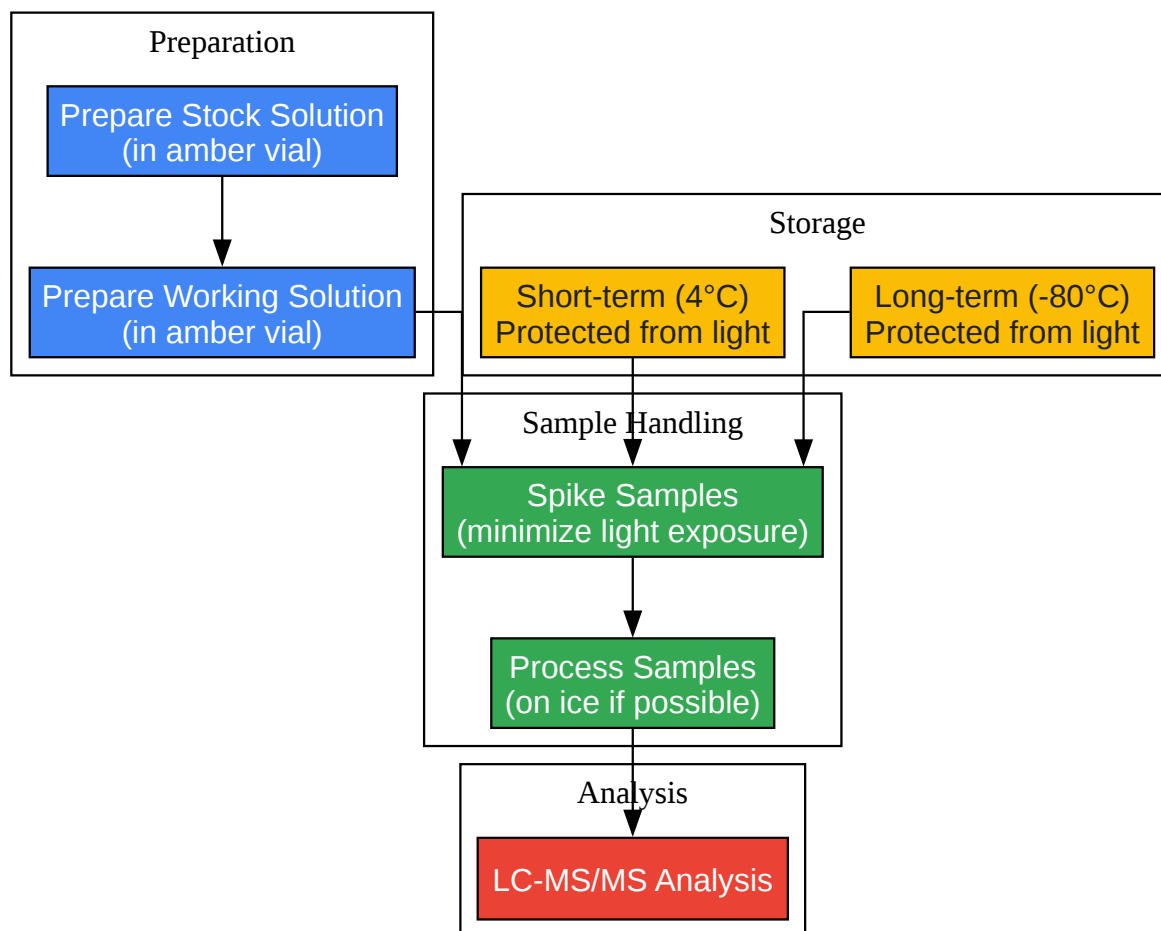 Preparation
Prepare Stock Solution
(in amber vial)
Prepare Working Solution
(in amber vial)
Storage
Short-term (4°C)
Protected from light
Long-term (-80°C)
Protected from light
Sample Handling
Spike Samples
(minimize light exposure)
Process Samples
(on ice if possible)
Analysis
LC-MS/MS Analysis